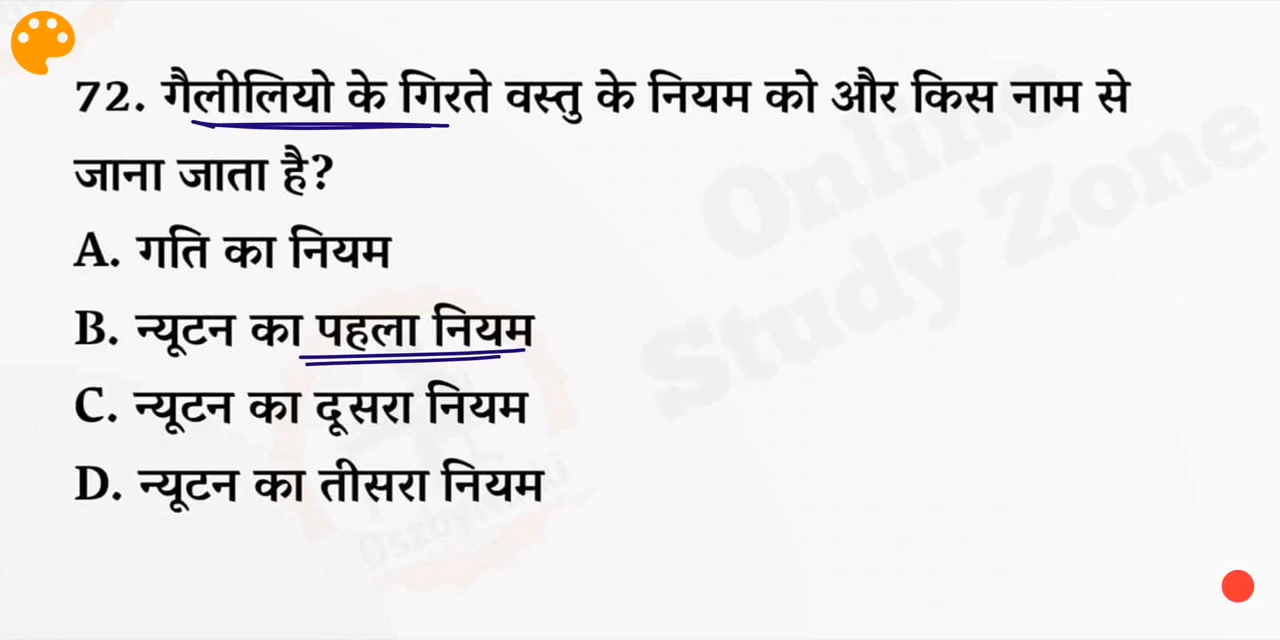 72. गैलीलियो के गिरते वस्तु के नियम को और किस नाम से
जाना जाता है?
A. गति का नियम
B. न्यूटन का पहला नियम
C. न्यूटन का दूसरा नियम
D. न्यूटन का तीसरा नियम
Online
Study Zone